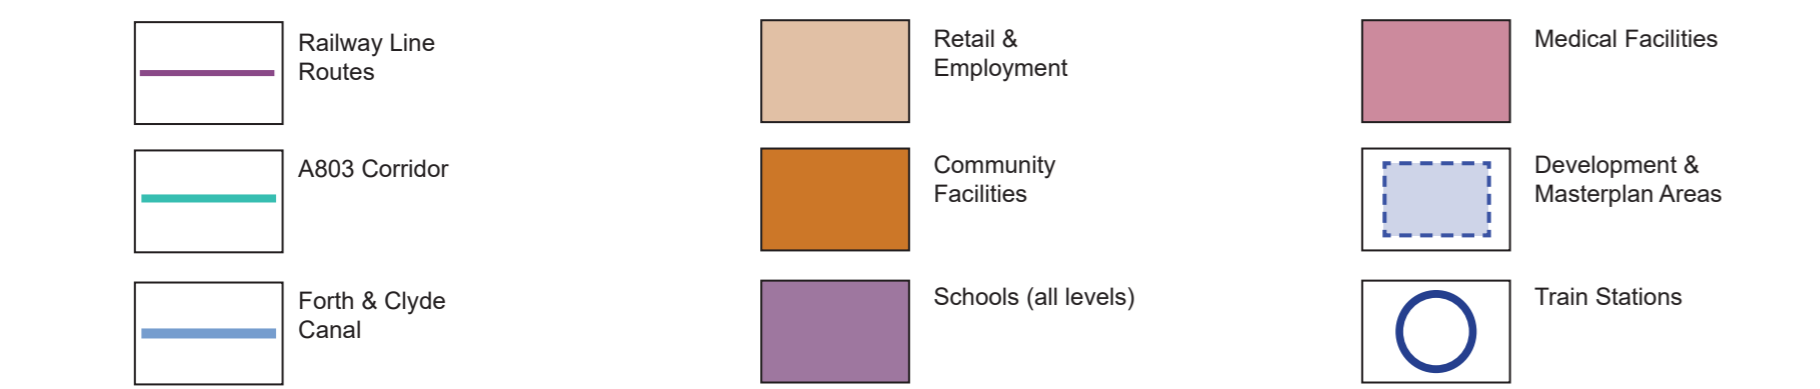 Railway Line
Routes
A803 Corridor
Forth & Clyde
Canal
Retail &
Employment
Community
Facilities
Schools (all levels)
Medical Facilities
Development &
Masterplan Areas
Train Stations